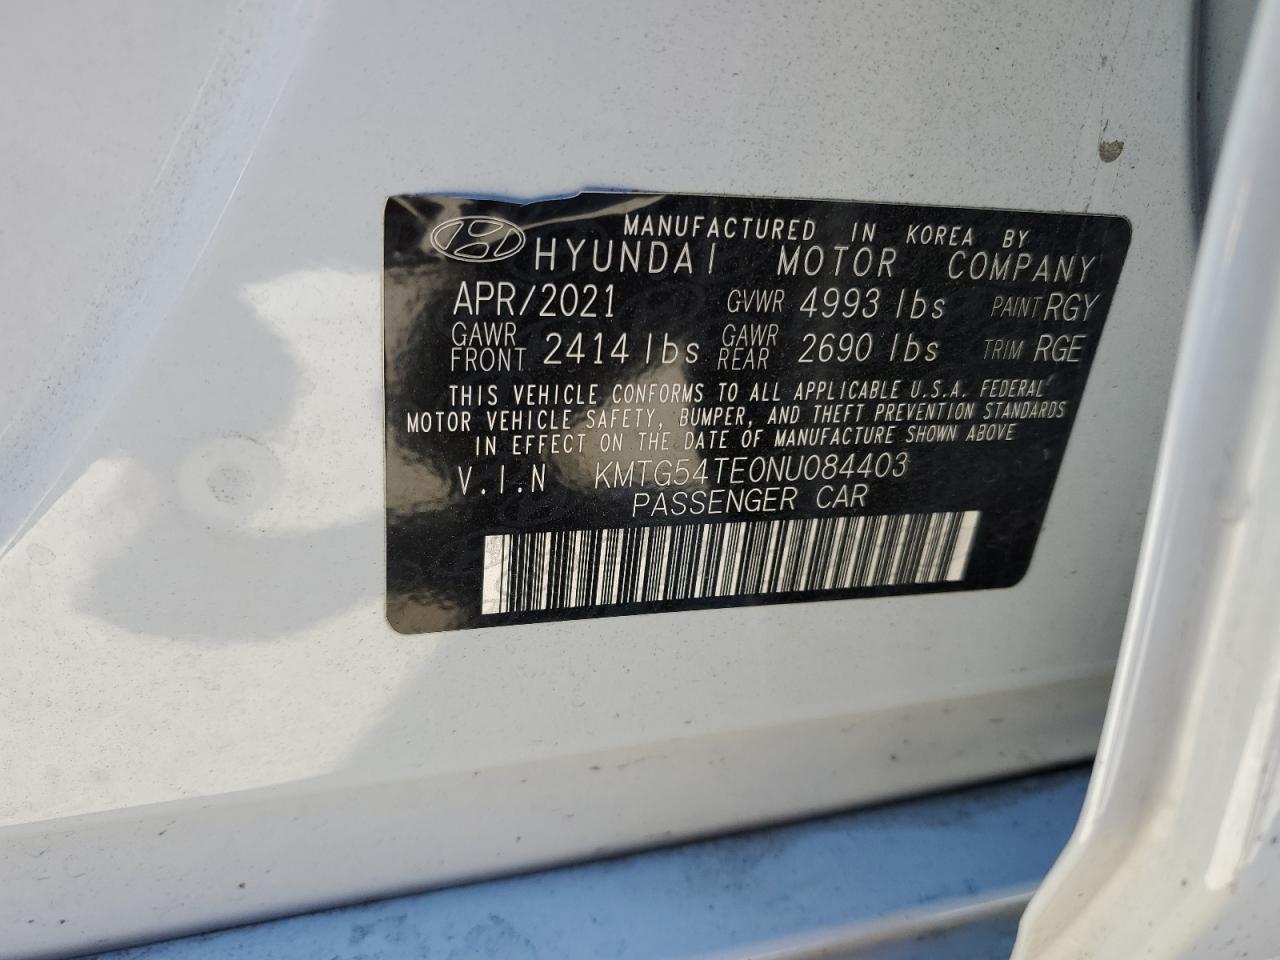 MANUFACTURED IN KOREA BY
HYUNDAI MOTOR COMPANY
APR/2021 GVWR 4993 lbs PAINT RGY
GAWR FRONT 2414 lbs GAWR REAR 2690 lbs TRIM RGE
THIS VEHICLE CONFORMS TO ALL APPLICABLE U.S.A. FEDERAL
MOTOR VEHICLE SAFETY, BUMPER, AND THEFT PREVENTION STANDARDS
IN EFFECT ON THE DATE OF MANUFACTURE SHOWN ABOVE
V.I.N KMTG54TE0NU084403
PASSENGER CAR